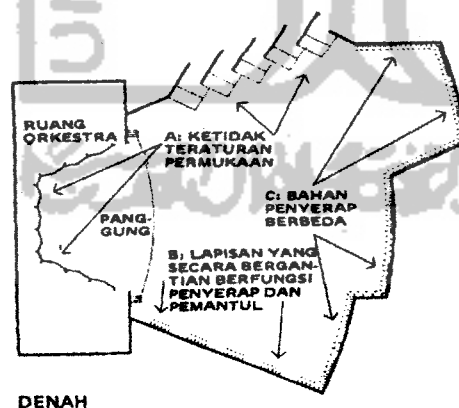 RUANG
ORKESTRA
A: KETIDAK
TERATURAN
PERMUKAAN
PANG-
GUNG
C: BAHAN
PENYERAP
BERBEDA
B: LAPISAN YANG
SECARA BERGAN-
TIAN BERFUNGSI
PENYERAP DAN
PEMANTUL
DENAH